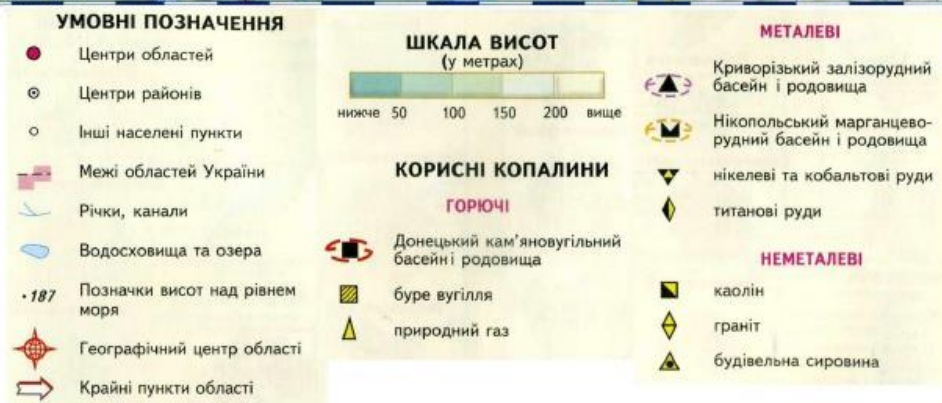 УМОВНІ ПОЗНАЧЕННЯ
Центри областей
Центри районів
Інші населені пункти
Межі областей України
Річки, канали
Водосховища та озера
·187 Позначки висот над рівнем
моря
Географічний центр області
Крайні пункти області
ШКАЛА ВИСОТ
(у метрах)
нижче 50 100 150 200 вище
КОРИСНІ КОПАЛИНИ
ГОРЮЧІ
Донецький кам'яновугільний
басейн і родовища
буре вугілля
природний газ
МЕТАЛЕВІ
Криворізький залізорудний
басейн і родовища
Нікопольський марганцево-
рудний басейн і родовища
нікелеві та кобальтові руди
титанові руди
НЕМЕТАЛЕВІ
каолін
граніт
будівельна сировина